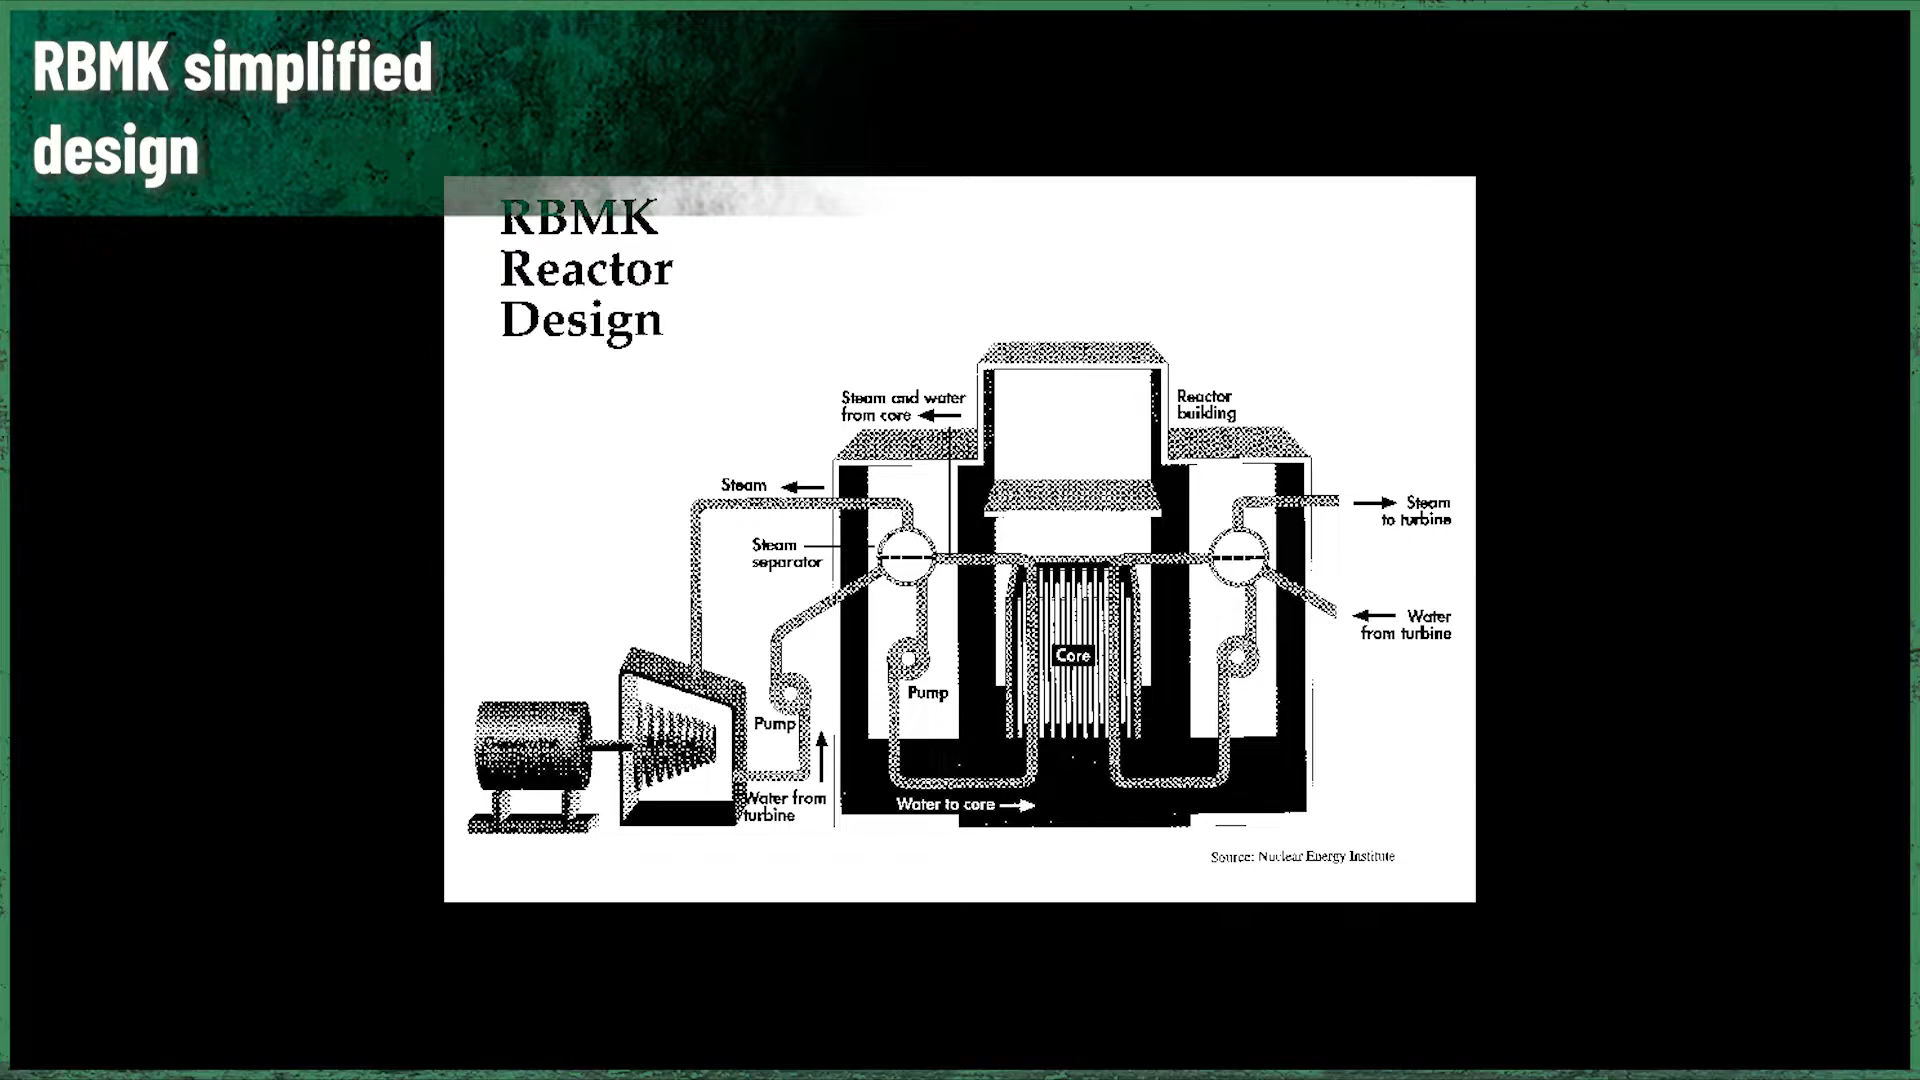 RBMK simplified
design
RBMK
Reactor
Design
Steam and water
from core
Reactor
building
Steam
Steam
to turbine
Steam
separator
Water
from turbine
Core
Pump
Pump
Water from
turbine
Water to core
Source: Nuclear Energy Institute